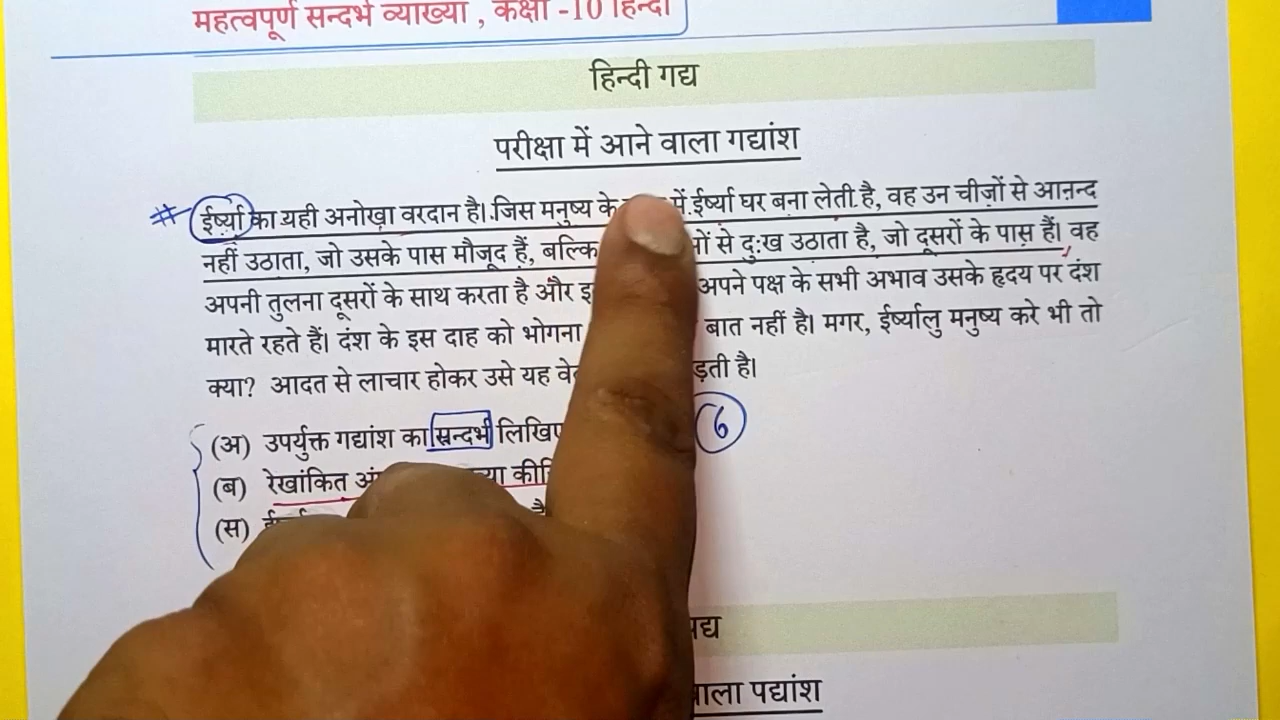 महत्वपूर्ण सन्दर्भ व्याख्या , कक्षा -10 हिन्दी
हिन्दी गद्य
परीक्षा में आने वाला गद्यांश
# ईर्ष्या का यही अनोखा वरदान है। जिस मनुष्य के में ईर्ष्या घर बना लेती है, वह उन चीज़ों से आनन्द
नहीं उठाता, जो उसके पास मौजूद हैं, बल्कि से दुःख उठाता है, जो दूसरों के पास हैं। वह
अपनी तुलना दूसरों के साथ करता है और अपने पक्ष के सभी अभाव उसके हृदय पर दंश
मारते रहते हैं। दंश के इस दाह को भोगना बात नहीं है। मगर, ईर्ष्यालु मनुष्य करे भी तो
क्या? आदत से लाचार होकर उसे यह है।
(अ) उपर्युक्त गद्यांश का सन्दर्भ 6
(ब) रेखांकित
(स)
पद्यांश